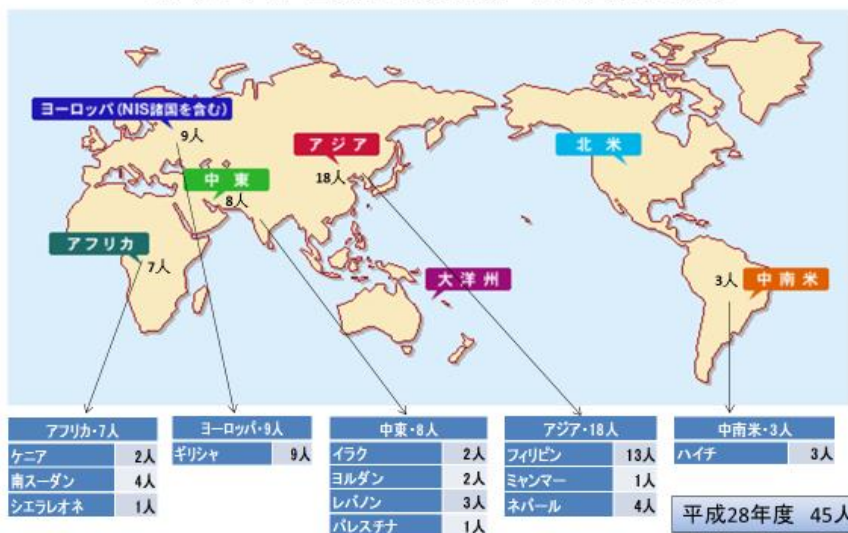 ヨーロッパ(NIS諸国を含む)
9人
アジア
18人
北米
中東
8人
アフリカ
7人
大洋州
3人
中南米
アフリカ・7人
ケニア 2人
南スーダン 4人
シエラレオネ 1人
ヨーロッパ・9人
ギリシャ 9人
中東・8人
イラク 2人
ヨルダン 2人
レバノン 3人
パレスチナ 1人
アジア・18人
フィリピン 13人
ミャンマー 1人
ネパール 4人
中南米・3人
ハイチ 3人
平成28年度 45人